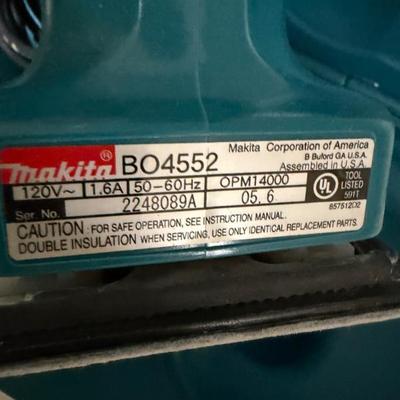 Makita® BO4552
Makita Corporation of America
B Buford GA U.S.A.
Assembled in U.S.A.
120V~ 1.6A 50–60Hz OPM14000
Ser No. 2248089A 05. 6
UL® TOOL LISTED 591T
857512D2
CAUTION : FOR SAFE OPERATION, SEE INSTRUCTION MANUAL.
DOUBLE INSULATION WHEN SERVICING, USE ONLY IDENTICAL REPLACEMENT PARTS.